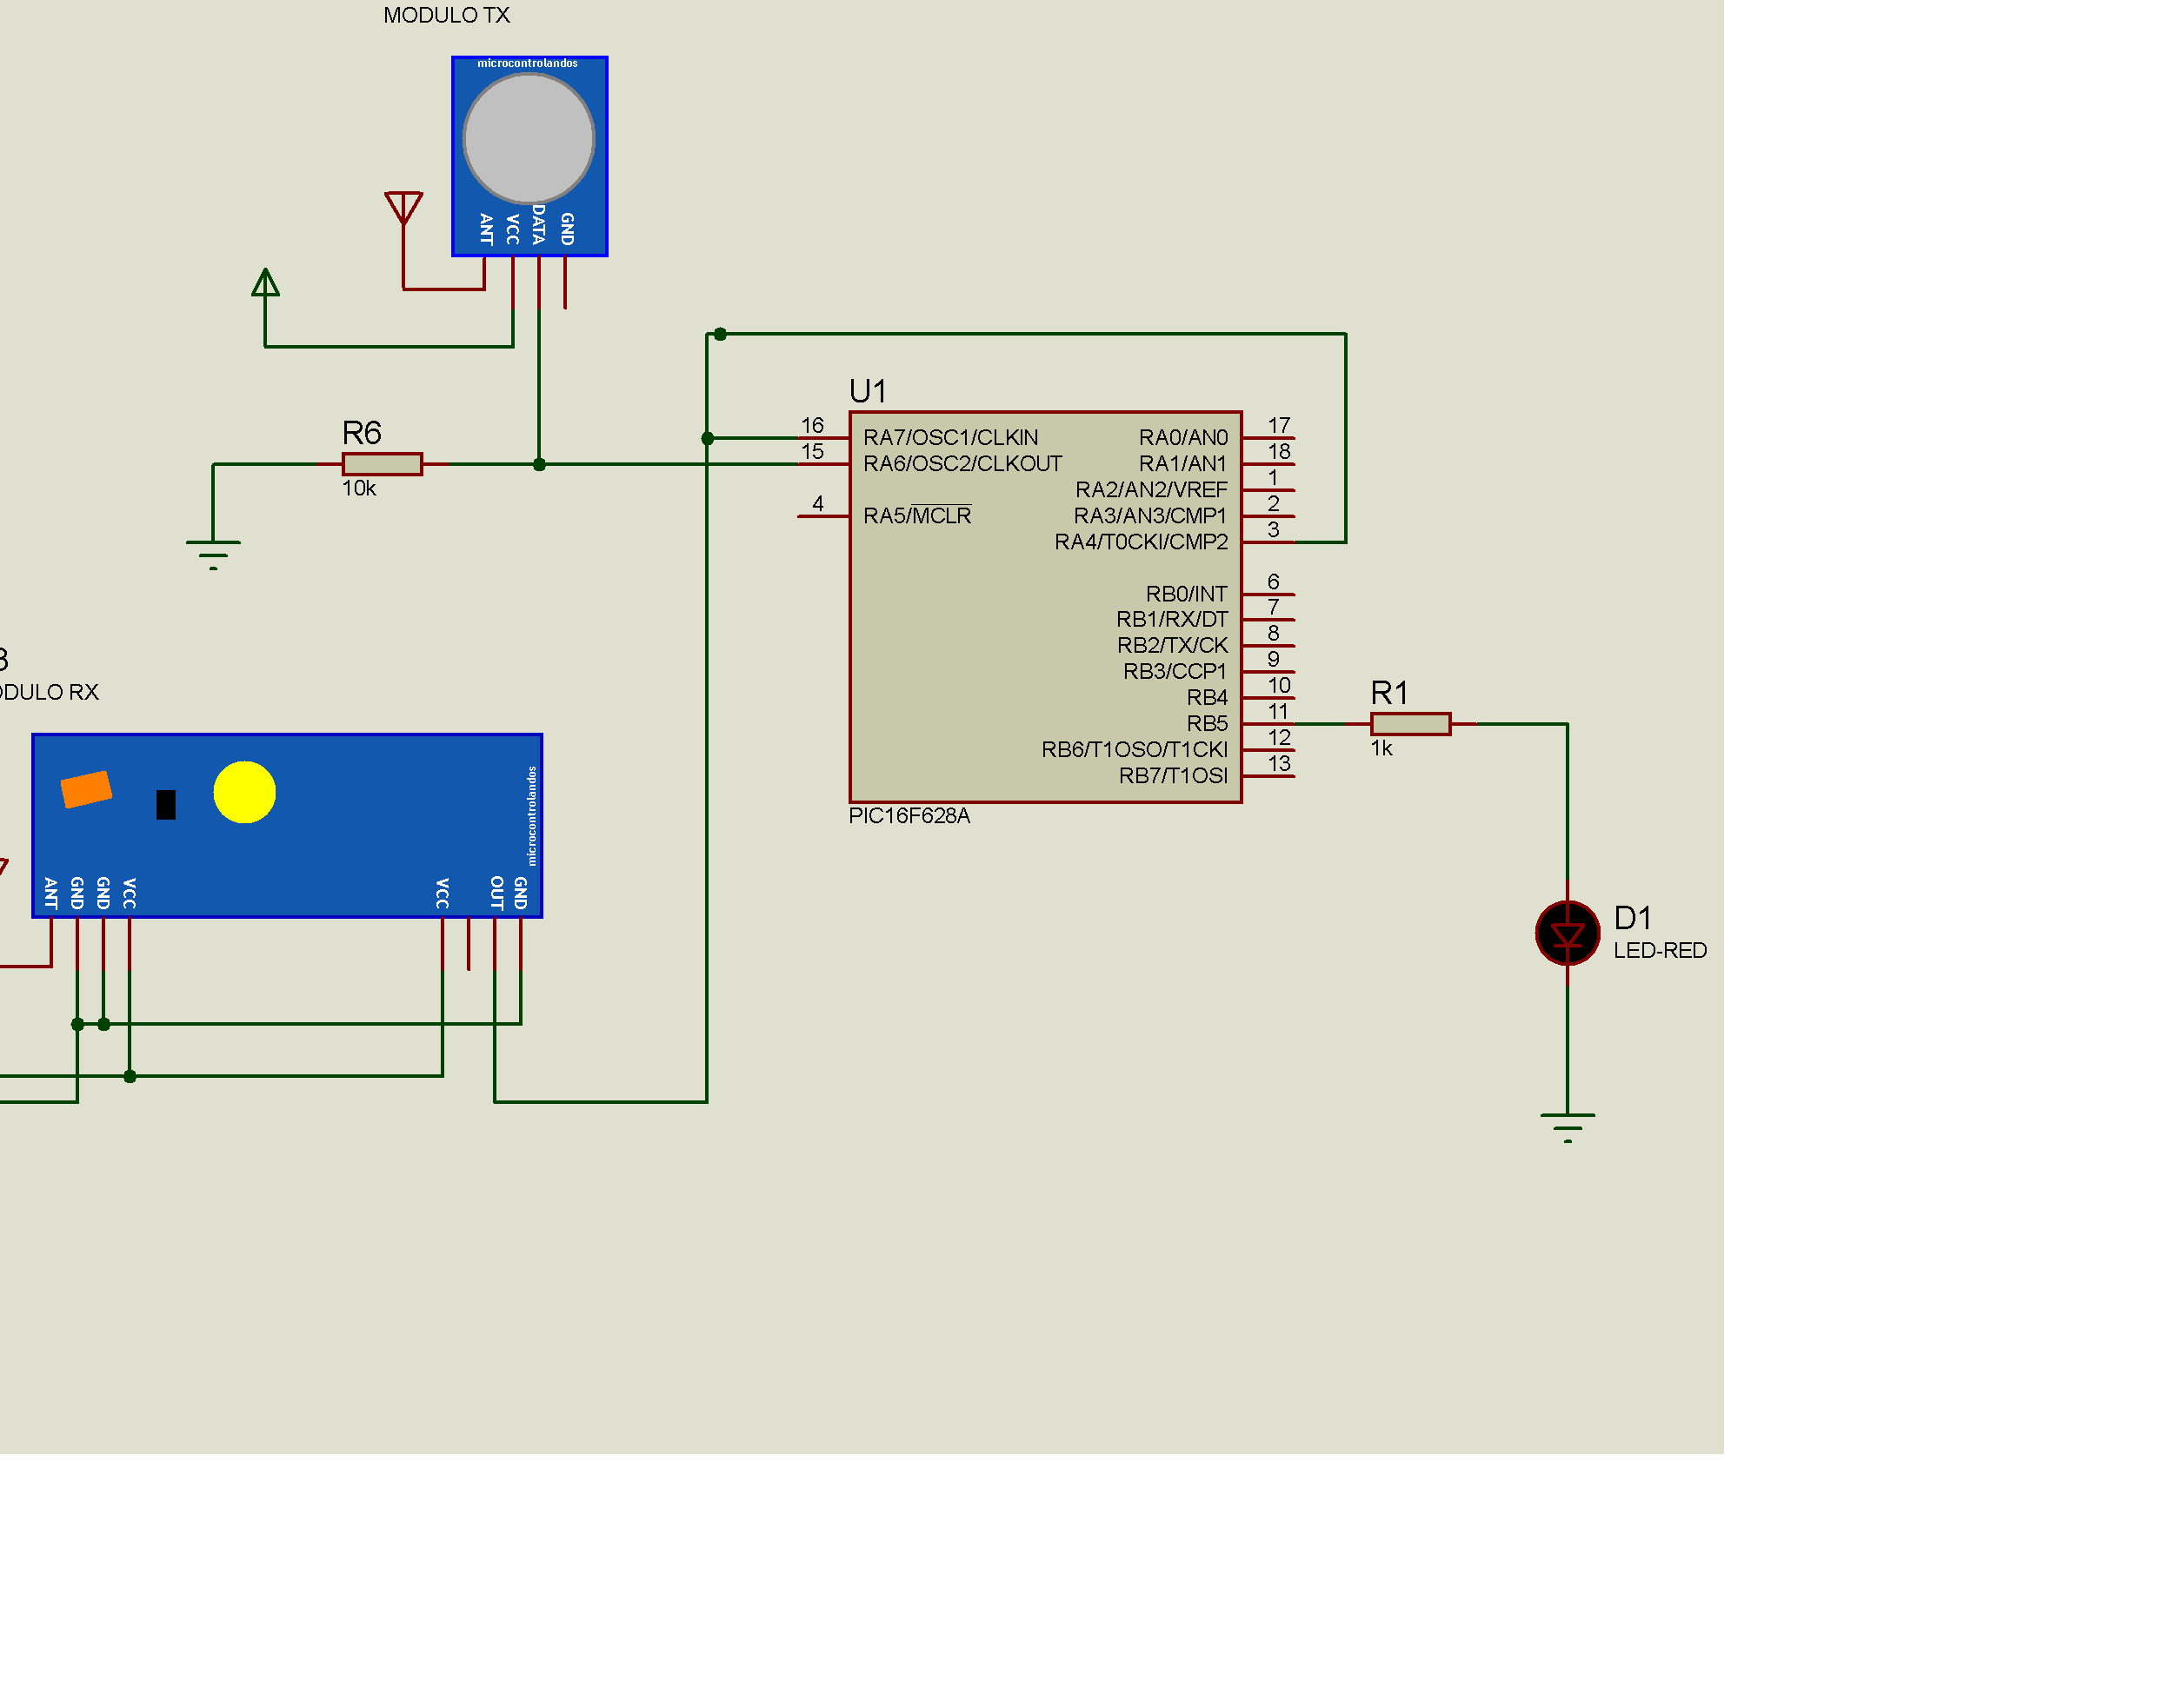 MODULO TX
microcontrolandos
ANT
VCC
DATA
GND
U1
16
RA7/OSC1/CLKIN
15
RA6/OSC2/CLKOUT
4
RA5/MCLR
RA0/AN0
17
RA1/AN1
18
RA2/AN2/VREF
1
RA3/AN3/CMP1
2
RA4/T0CKI/CMP2
3
RB0/INT
6
RB1/RX/DT
7
RB2/TX/CK
8
RB3/CCP1
9
RB4
10
RB5
11
RB6/T1OSO/T1CKI
12
RB7/T1OSI
13
PIC16F628A
R6
10k
R1
1k
D1
LED-RED
ODULO RX
microcontrolandos
ANT
GND
GND
VCC
VCC
OUT
GND